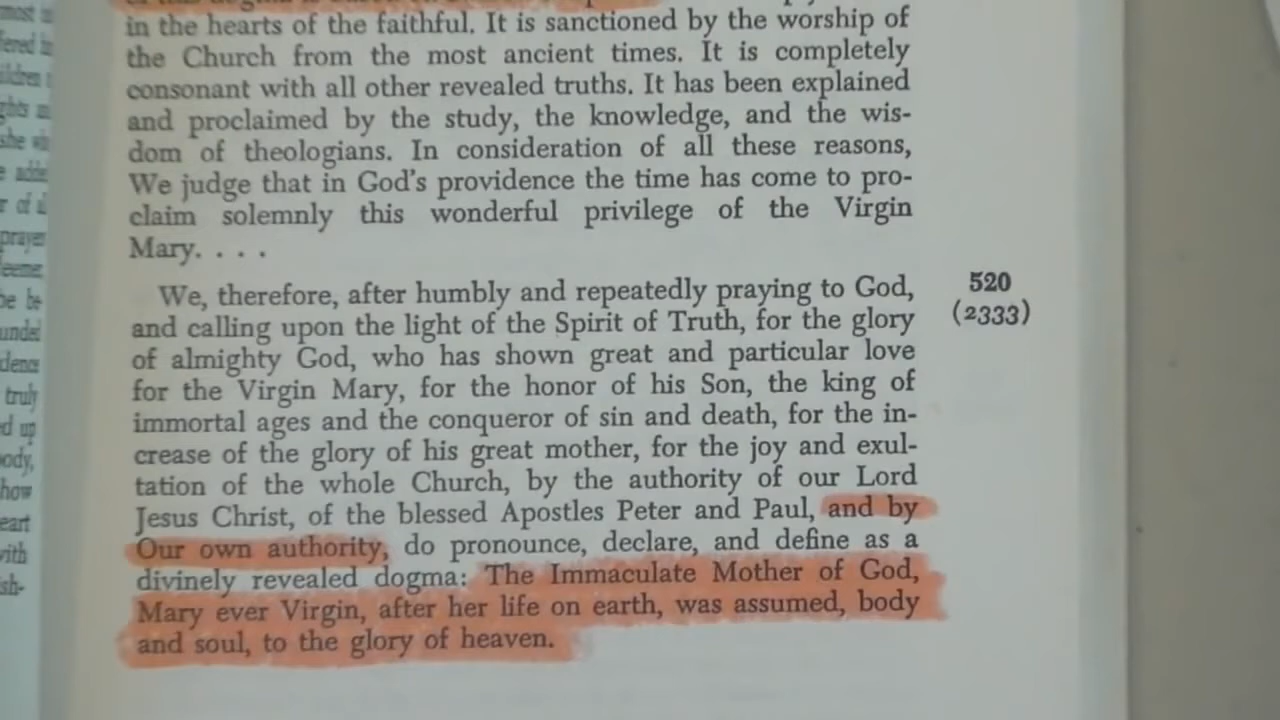 in the hearts of the faithful. It is sanctioned by the worship of
the Church from the most ancient times. It is completely
consonant with all other revealed truths. It has been explained
and proclaimed by the study, the knowledge, and the wis-
dom of theologians. In consideration of all these reasons,
We judge that in God's providence the time has come to pro-
claim solemnly this wonderful privilege of the Virgin
Mary. . . .
We, therefore, after humbly and repeatedly praying to God,
and calling upon the light of the Spirit of Truth, for the glory
of almighty God, who has shown great and particular love
for the Virgin Mary, for the honor of his Son, the king of
immortal ages and the conqueror of sin and death, for the in-
crease of the glory of his great mother, for the joy and exul-
tation of the whole Church, by the authority of our Lord
Jesus Christ, of the blessed Apostles Peter and Paul, and by
Our own authority, do pronounce, declare, and define as a
divinely revealed dogma: The Immaculate Mother of God,
Mary ever Virgin, after her life on earth, was assumed, body
and soul, to the glory of heaven.
520
(2333)
truly
how